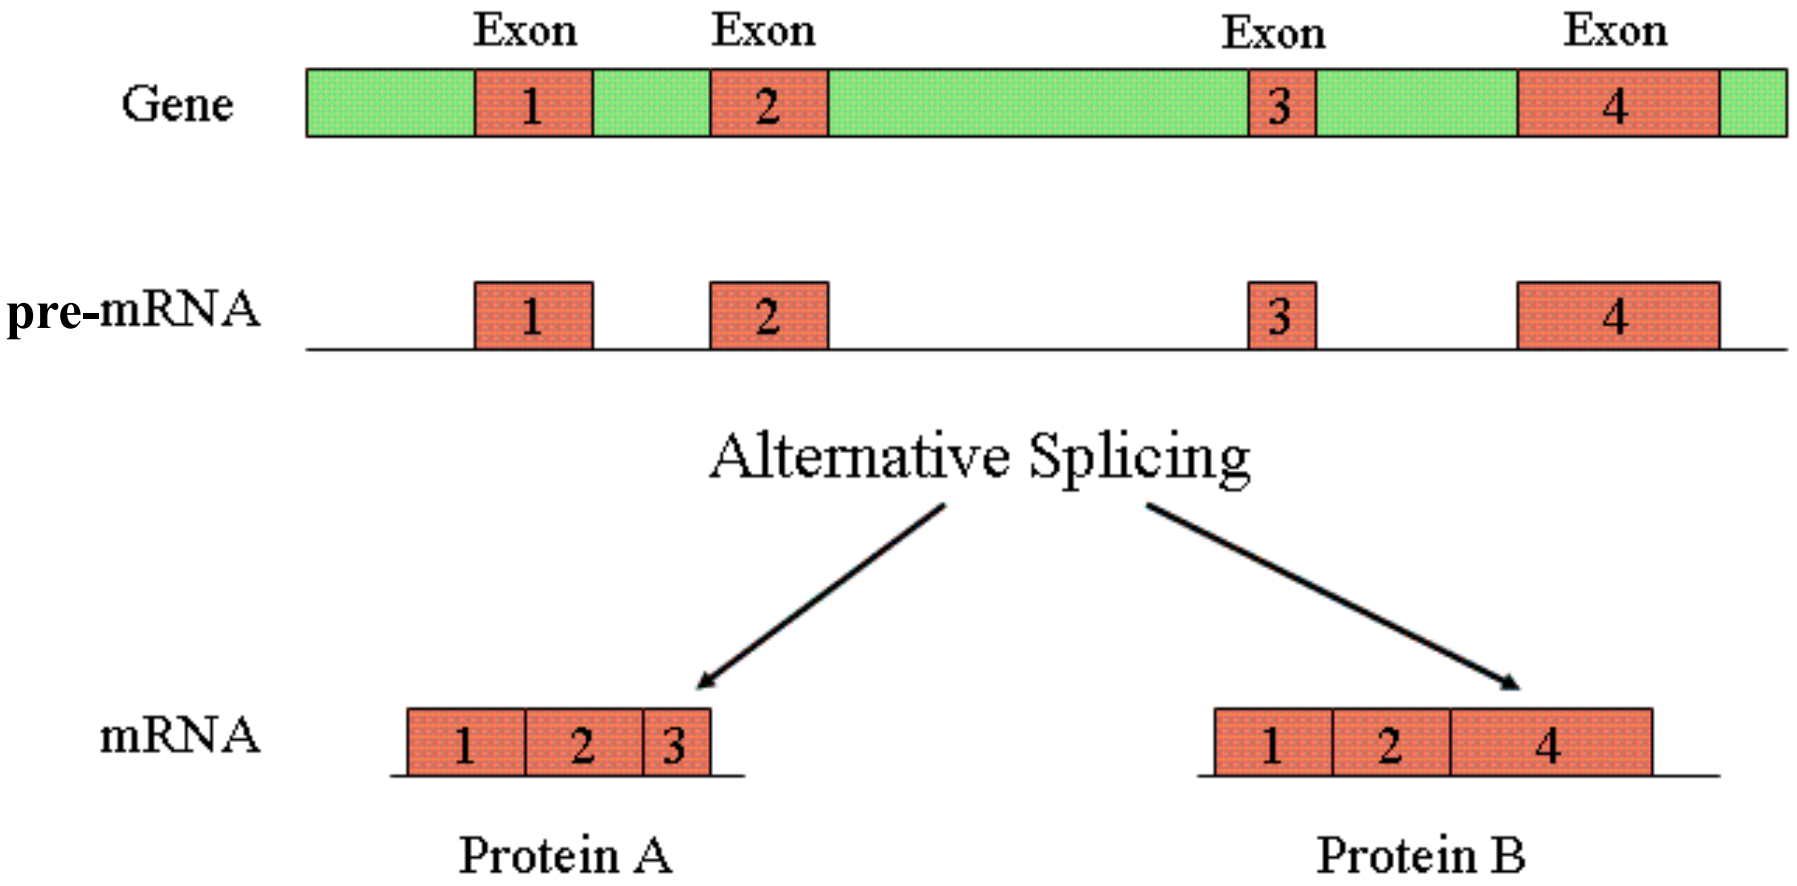 Exon Exon Exon Exon
Gene 1 2 3 4
pre-mRNA 1 2 3 4
Alternative Splicing
mRNA 1 2 3 1 2 4
Protein A Protein B